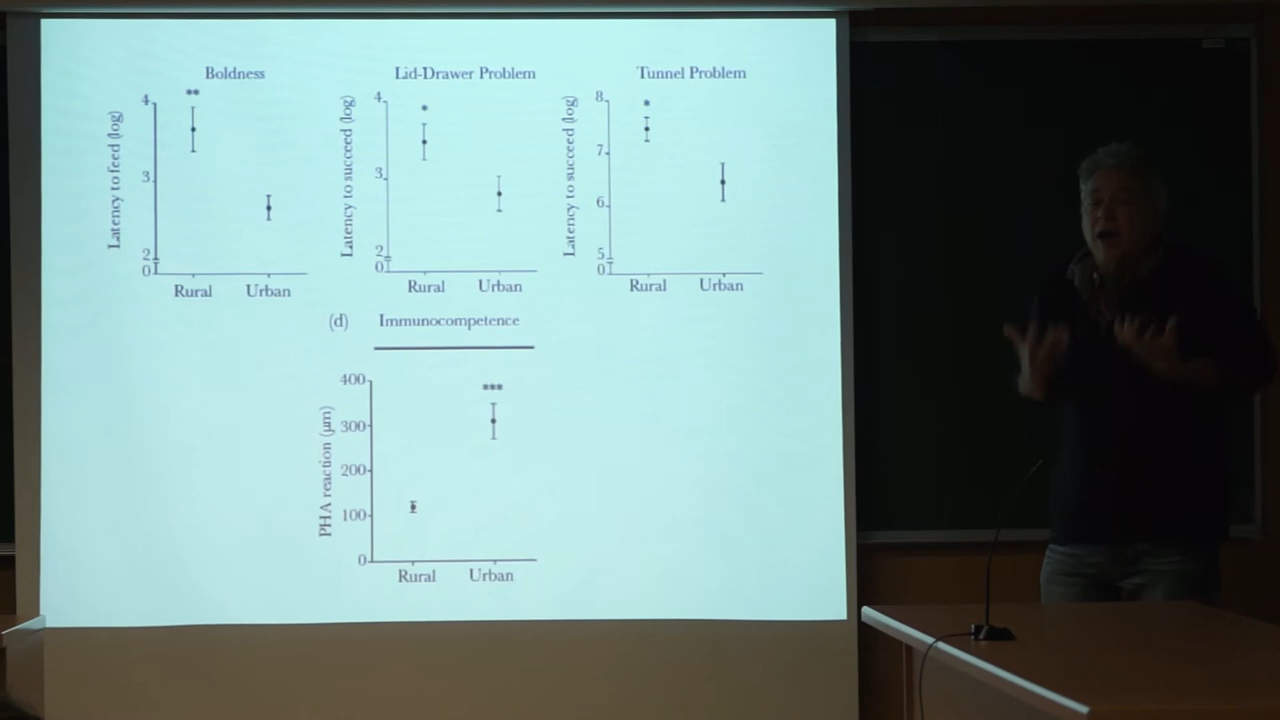 Boldness
**
Latency to feed (log)
4
3
2
0
Rural Urban
Lid-Drawer Problem
*
Latency to succeed (log)
4
3
2
0
Rural Urban
Tunnel Problem
*
Latency to succeed (log)
8
7
6
5
0
Rural Urban
(d) Immunocompetence
***
PHA reaction (μm)
400
300
200
100
0
Rural Urban